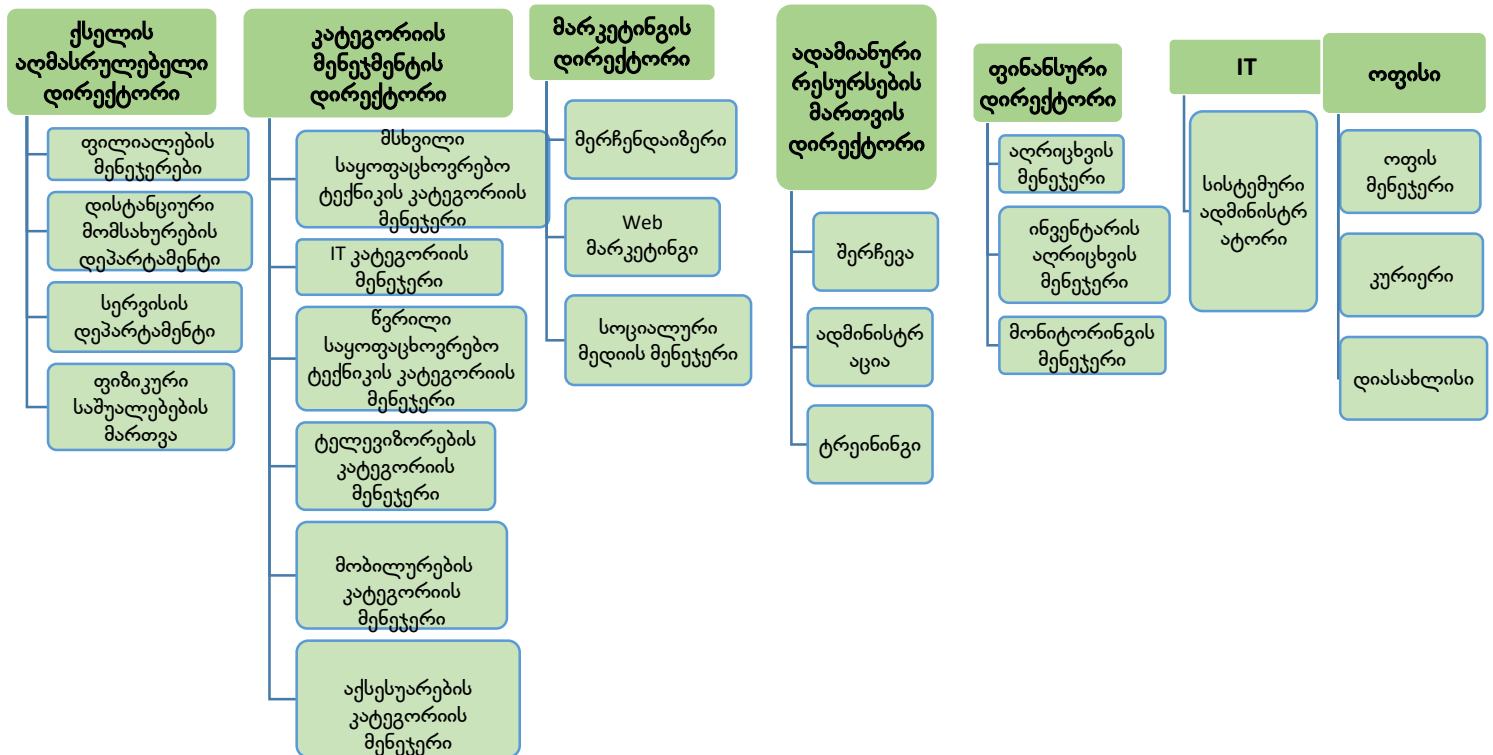 ქსელის
აღმასრულებელი
დირექტორი
ფილიალების
მენეჯერები
დისტანციური
მომსახურების
დეპარტამენტი
სერვისის
დეპარტამენტი
ფიზიკური
საშუალებების
მართვა
კატეგორიის
მენეჯმენტის
დირექტორი
მსხვილი
საყოფაცხოვრებო
ტექნიკის კატეგორიის
მენეჯერი
IT კატეგორიის
მენეჯერი
წვრილი
საყოფაცხოვრებო
ტექნიკის კატეგორიის
მენეჯერი
ტელევიზორების
კატეგორიის
მენეჯერი
მობილურების
კატეგორიის
მენეჯერი
აქსესუარების
კატეგორიის
მენეჯერი
მარკეტინგის
დირექტორი
მერჩენდაიზერი
Web
მარკეტინგი
სოციალური
მედიის მენეჯერი
ადამიანური
რესურსების
მართვის
დირექტორი
შერჩევა
ადმინისტრ
აცია
ტრეინინგი
ფინანსური
დირექტორი
აღრიცხვის
მენეჯერი
ინვენტარის
აღრიცხვის
მენეჯერი
მონიტორინგის
მენეჯერი
IT
სისტემური
ადმინისტრ
ატორი
ოფისი
ოფის
მენეჯერი
კურიერი
დიასახლისი